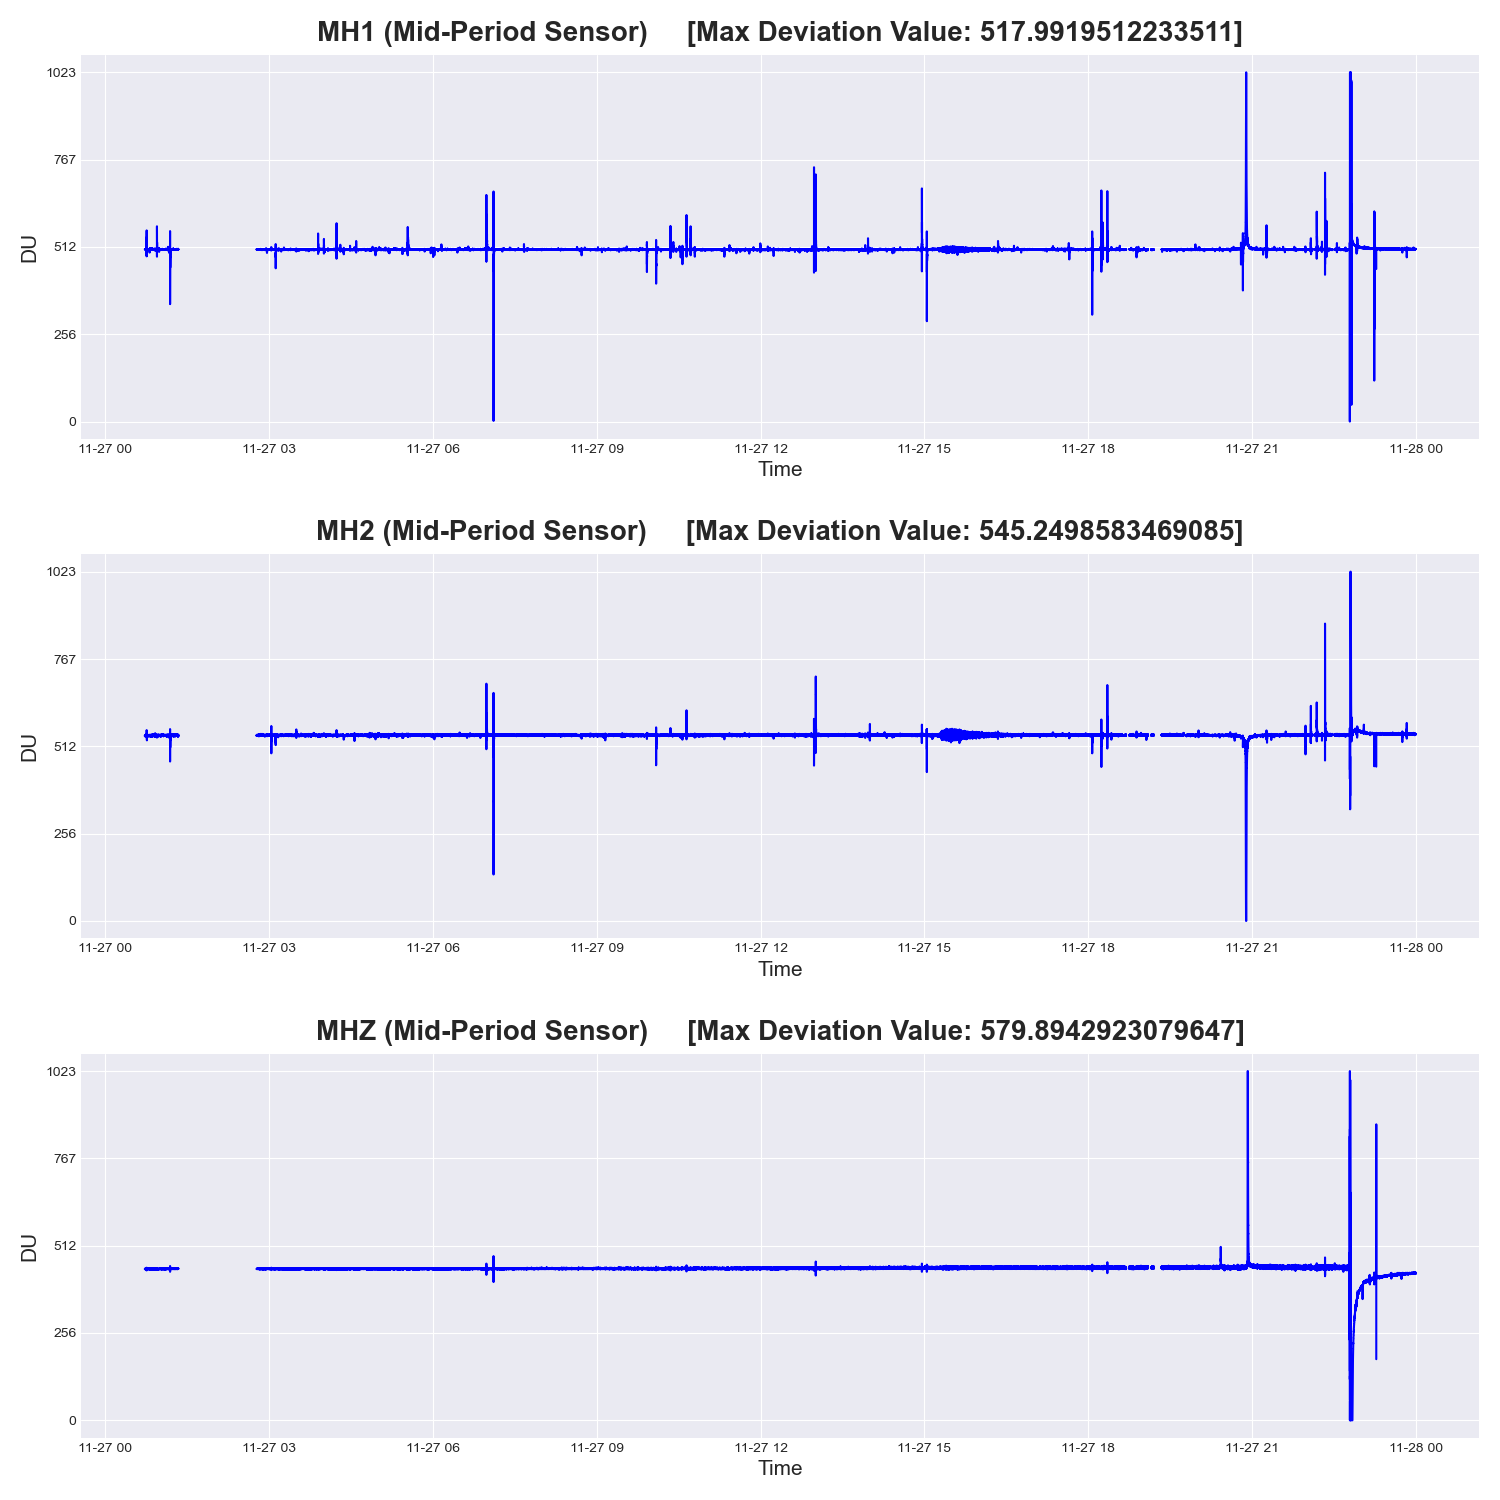 MH1 (Mid-Period Sensor) [Max Deviation Value: 517.9919512233511]
1023
767
512
256
0
DU
11-27 00 11-27 03 11-27 06 11-27 09 11-27 12 11-27 15 11-27 18 11-27 21 11-28 00
Time
MH2 (Mid-Period Sensor) [Max Deviation Value: 545.2498583469085]
1023
767
512
256
0
DU
11-27 00 11-27 03 11-27 06 11-27 09 11-27 12 11-27 15 11-27 18 11-27 21 11-28 00
Time
MHZ (Mid-Period Sensor) [Max Deviation Value: 579.8942923079647]
1023
767
512
256
0
DU
11-27 00 11-27 03 11-27 06 11-27 09 11-27 12 11-27 15 11-27 18 11-27 21 11-28 00
Time